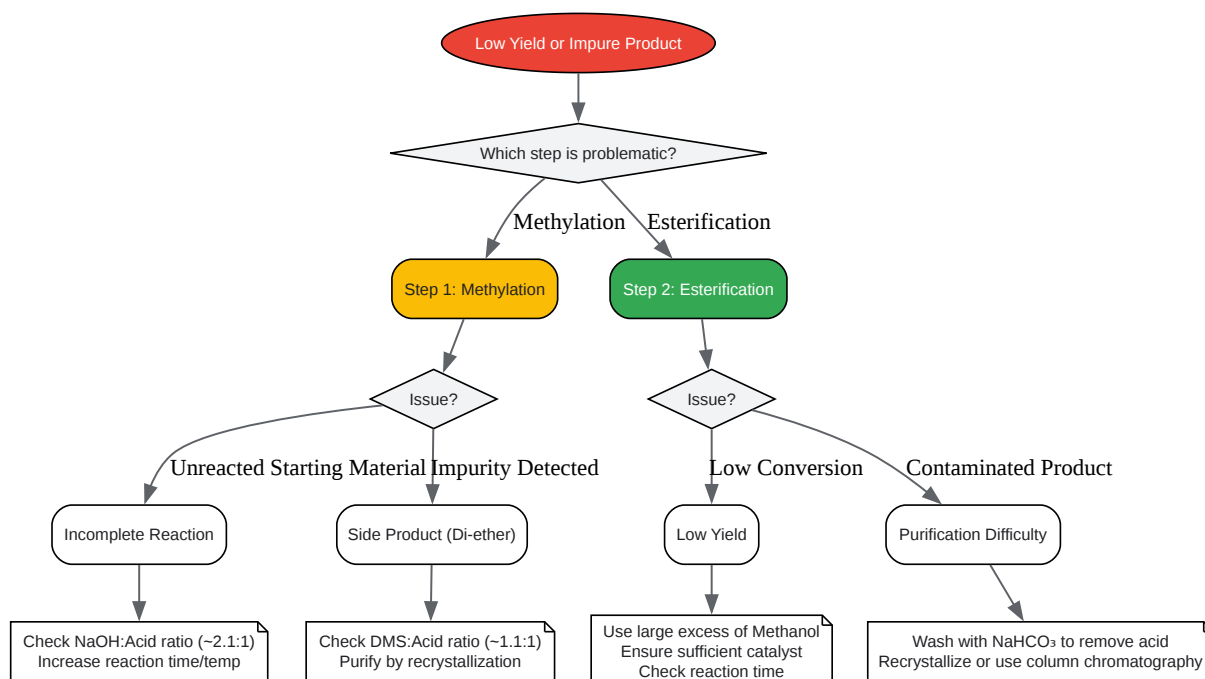 Low Yield or Impure Product
Which step is problematic?
Methylation
Esterification
Step 1: Methylation
Step 2: Esterification
Issue?
Issue?
Unreacted Starting Material
Impurity Detected
Low Conversion
Contaminated Product
Incomplete Reaction
Side Product (Di-ether)
Low Yield
Purification Difficulty
Check NaOH:Acid ratio (~2.1:1)
Increase reaction time/temp
Check DMS:Acid ratio (~1.1:1)
Purify by recrystallization
Use large excess of Methanol
Ensure sufficient catalyst
Check reaction time
Wash with NaHCO₃ to remove acid
Recrystallize or use column chromatography